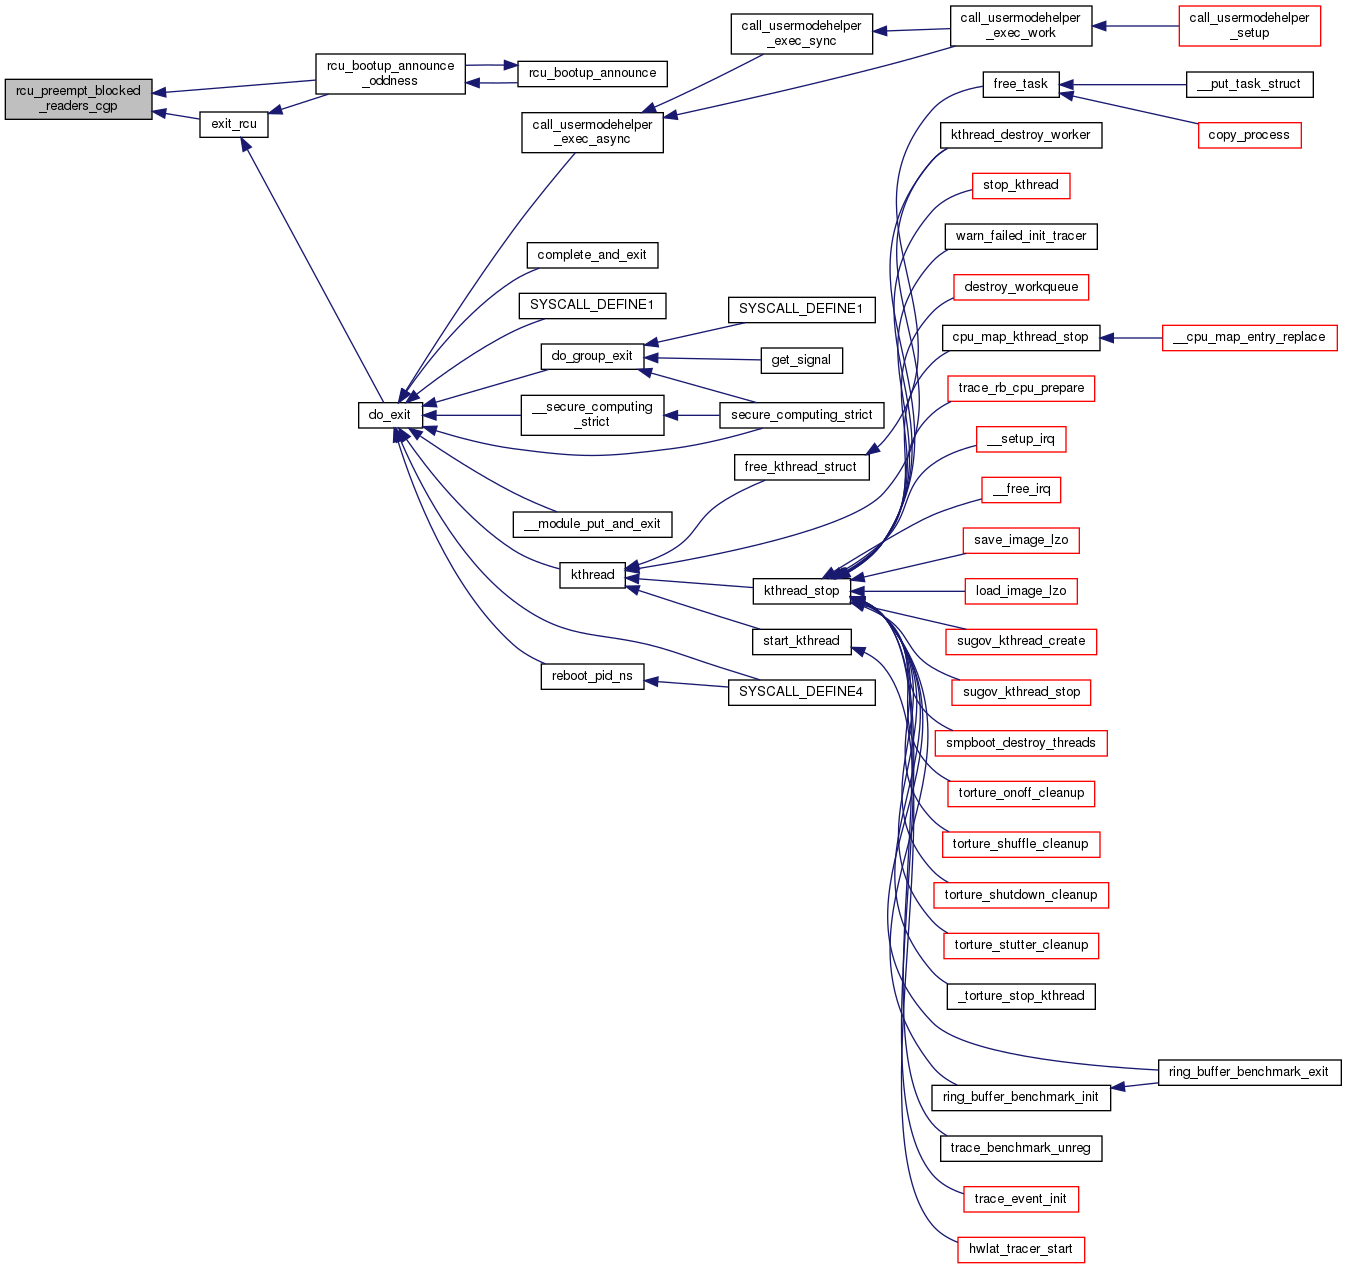 rcu_preempt_blocked
_readers_cgp
rcu_bootup_announce
_oddness
exit_rcu
rcu_bootup_announce
do_exit
call_usermodehelper
_exec_async
complete_and_exit
SYSCALL_DEFINE1
do_group_exit
__secure_computing
_strict
__module_put_and_exit
kthread
reboot_pid_ns
call_usermodehelper
_exec_sync
SYSCALL_DEFINE1
get_signal
secure_computing_strict
free_kthread_struct
kthread_stop
start_kthread
SYSCALL_DEFINE4
call_usermodehelper
_exec_work
free_task
kthread_destroy_worker
stop_kthread
warn_failed_init_tracer
destroy_workqueue
cpu_map_kthread_stop
trace_rb_cpu_prepare
__setup_irq
__free_irq
save_image_lzo
load_image_lzo
sugov_kthread_create
sugov_kthread_stop
smpboot_destroy_threads
torture_onoff_cleanup
torture_shuffle_cleanup
torture_shutdown_cleanup
torture_stutter_cleanup
_torture_stop_kthread
ring_buffer_benchmark_init
trace_benchmark_unreg
trace_event_init
hwlat_tracer_start
call_usermodehelper
_setup
__put_task_struct
copy_process
__cpu_map_entry_replace
ring_buffer_benchmark_exit